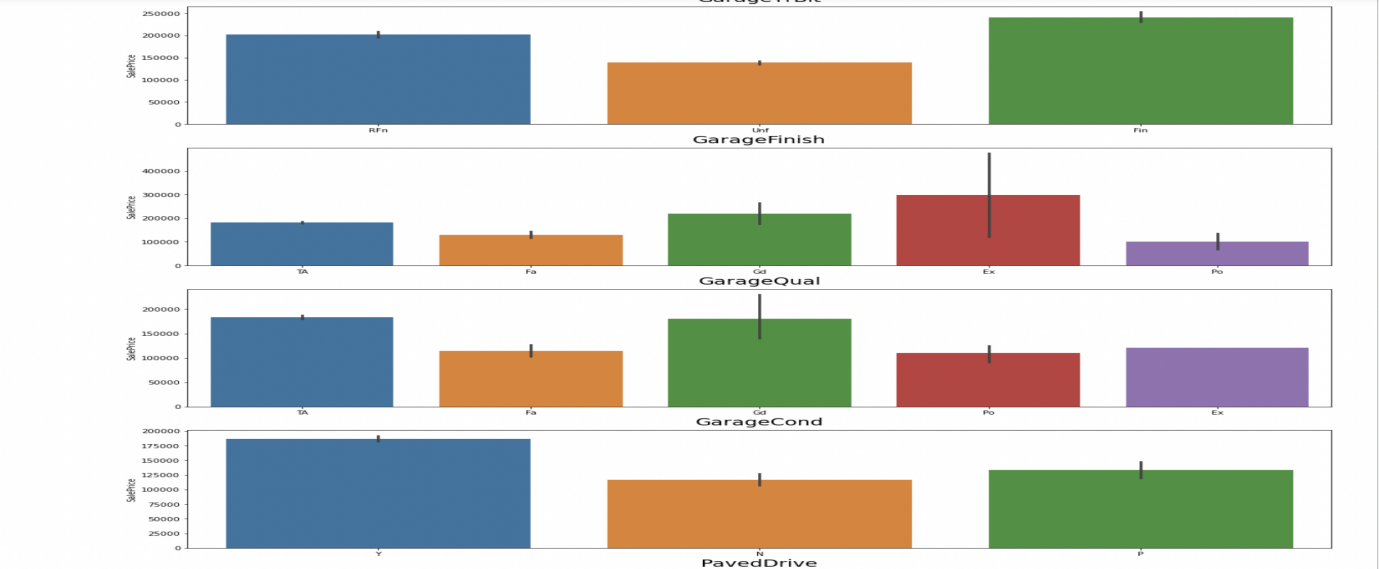 GarageYrBlt
250000
200000
150000
100000
50000
0
SalePrice
RFn Unf Fin
GarageFinish
400000
300000
200000
100000
0
SalePrice
TA Fa Gd Ex Po
GarageQual
200000
150000
100000
50000
0
SalePrice
TA Fa Gd Po Ex
GarageCond
200000
175000
150000
125000
100000
75000
50000
25000
0
SalePrice
Y N P
PavedDrive